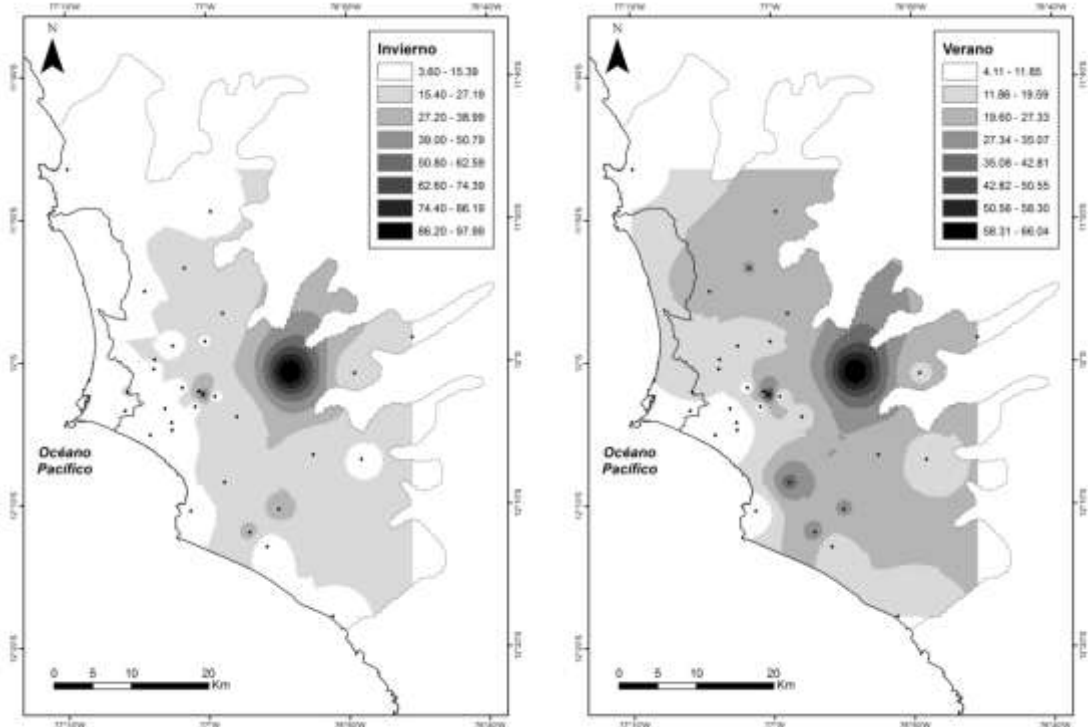 N
Invierno
3.60 - 15.39
15.40 - 27.19
27.20 - 38.99
39.00 - 50.79
50.80 - 62.59
62.60 - 74.39
74.40 - 86.19
86.20 - 97.99
Océano
Pacífico
0 5 10 20
Km
77°W
N
Verano
4.11 - 11.85
11.86 - 19.59
19.60 - 27.33
27.34 - 35.07
35.08 - 42.81
42.82 - 50.55
50.56 - 58.30
58.31 - 66.04
Océano
Pacífico
0 5 10 20
Km
77°W